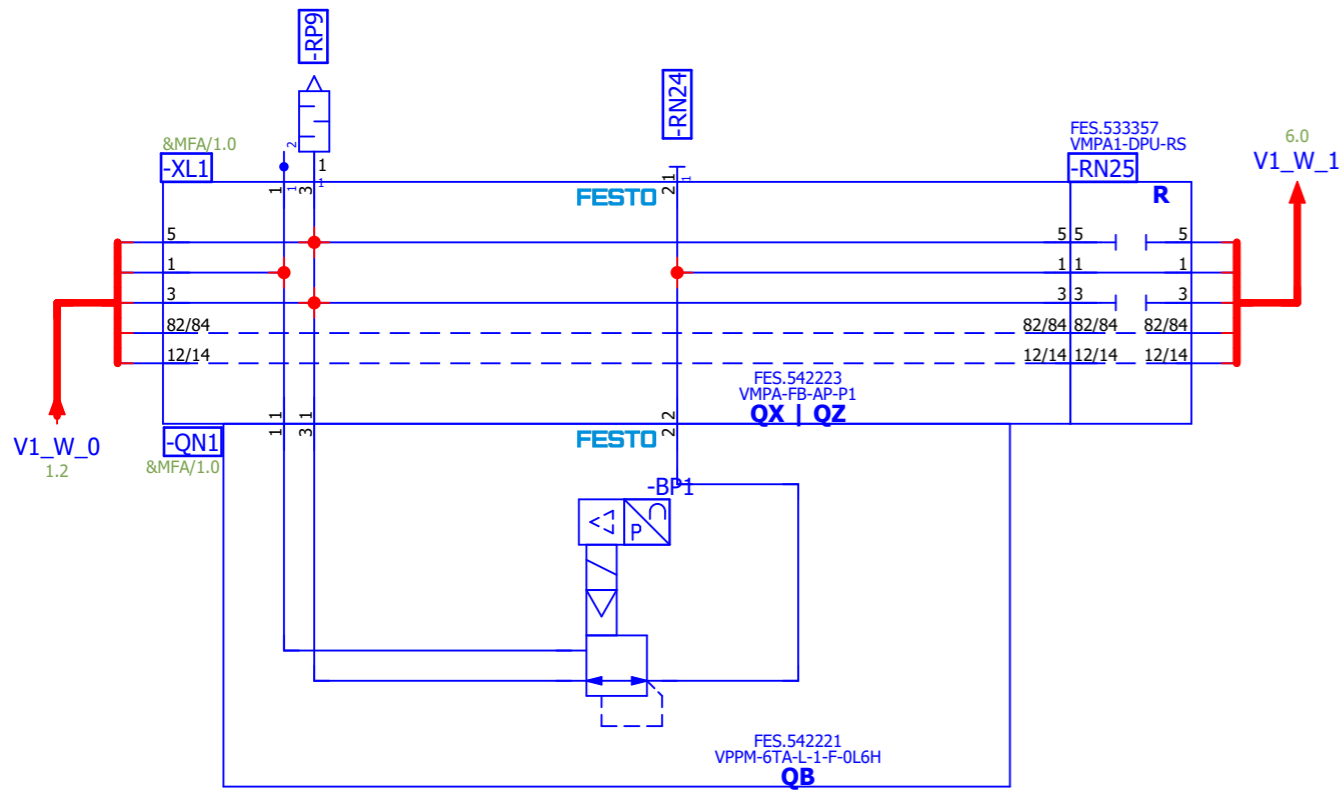 -RP9
-RN24
&MFA/1.0
-XL1
2
1
1
1
3
1
FESTO
2
1
1
FES.533357
VMPA1-DPU-RS
-RN25
R
6.0
V1_W_1
5
5
5
5
1
1
1
1
3
3
3
3
82/84
82/84
82/84
82/84
12/14
12/14
12/14
12/14
FES.542223
VMPA-FB-AP-P1
QX | QZ
V1_W_0
1.2
1
1
3
1
2
2
-QN1
&MFA/1.0
FESTO
-BP1
P
FES.542221
VPPM-6TA-L-1-F-0L6H
QB